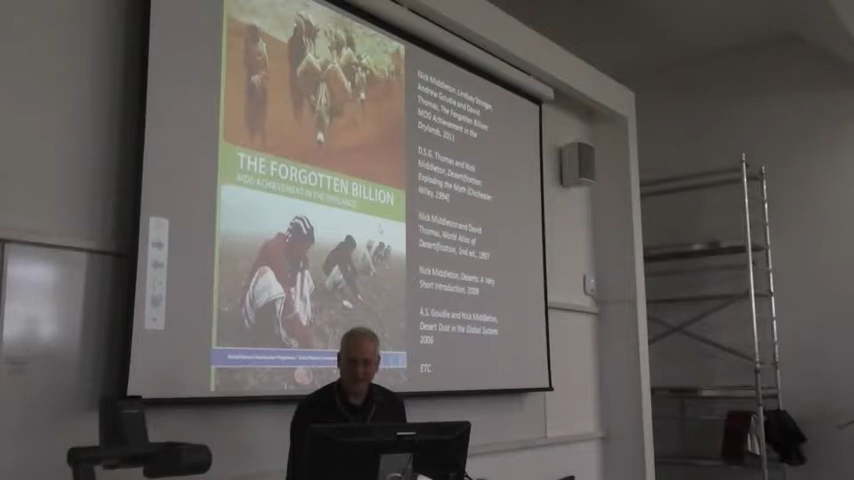 THE FORGOTTEN BILLION
MDG ACHIEVEMENT IN THE DRYLANDS
Nick Middleton, Lindsay Stringer,
Andrew Goudie and David
Thomas, The Forgotten Billion:
MDG Achievement in the
Drylands, 2011
D.S.G. Thomas and Nick
Middleton, Desertification:
Exploding the Myth (Chichester:
Wiley, 1994)
Nick Middleton and David
Thomas, World Atlas of
Desertification, 2nd ed., 1997
Nick Middleton, Deserts: A Very
Short Introduction, 2009
A.S. Goudie and Nick Middleton,
Desert Dust in the Global System
2006
ETC